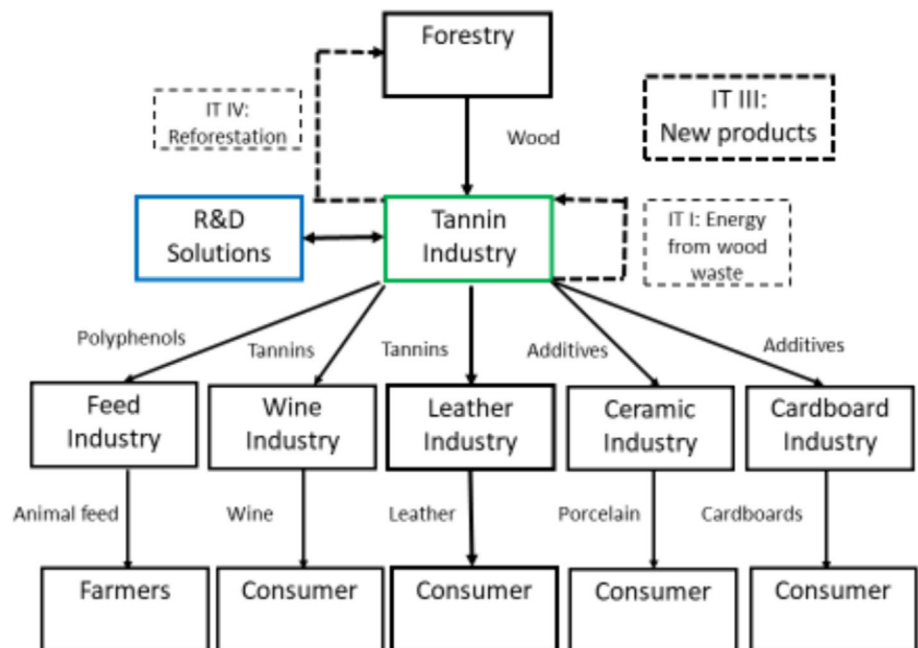 Forestry
IT IV:
Reforestation
Wood
IT III:
New products
R&D
Solutions
Tannin
Industry
IT I: Energy
from wood
waste
Polyphenols
Tannins
Tannins
Additives
Additives
Feed
Industry
Wine
Industry
Leather
Industry
Ceramic
Industry
Cardboard
Industry
Animal feed
Wine
Leather
Porcelain
Cardboards
Farmers
Consumer
Consumer
Consumer
Consumer